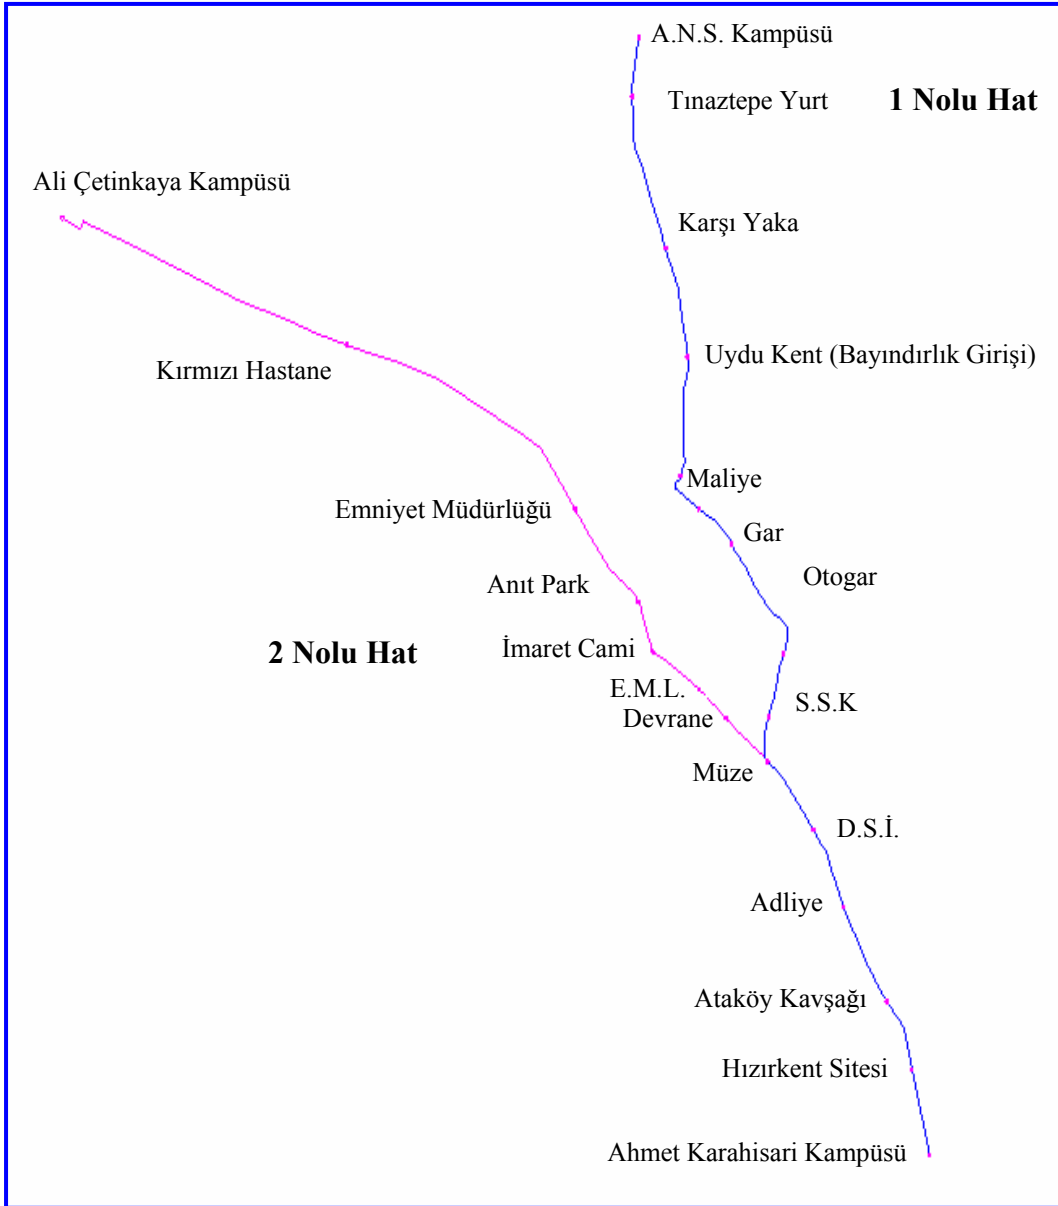 A.N.S. Kampüsü
Tınaztepe Yurt
1 Nolu Hat
Ali Çetinkaya Kampüsü
Karşı Yaka
Uydu Kent (Bayındırlık Girişi)
Kırmızı Hastane
Maliye
Emniyet Müdürlüğü
Gar
Otogar
Anıt Park
2 Nolu Hat
İmaret Cami
E.M.L.
S.S.K
Devrane
Müze
D.S.İ.
Adliye
Ataköy Kavşağı
Hızırkent Sitesi
Ahmet Karahisari Kampüsü